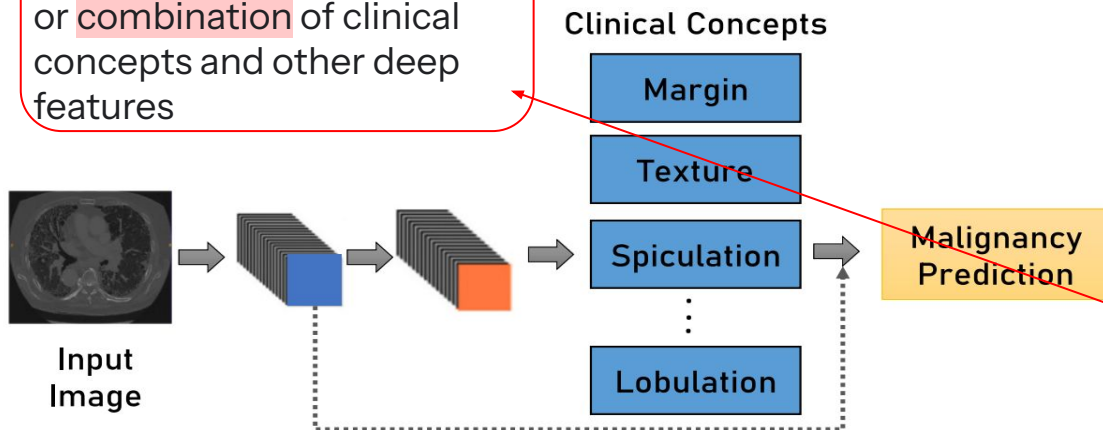 or combination of clinical
concepts and other deep
features
Clinical Concepts
Margin
Texture
Spiculation
Lobulation
Malignancy
Prediction
Input
Image